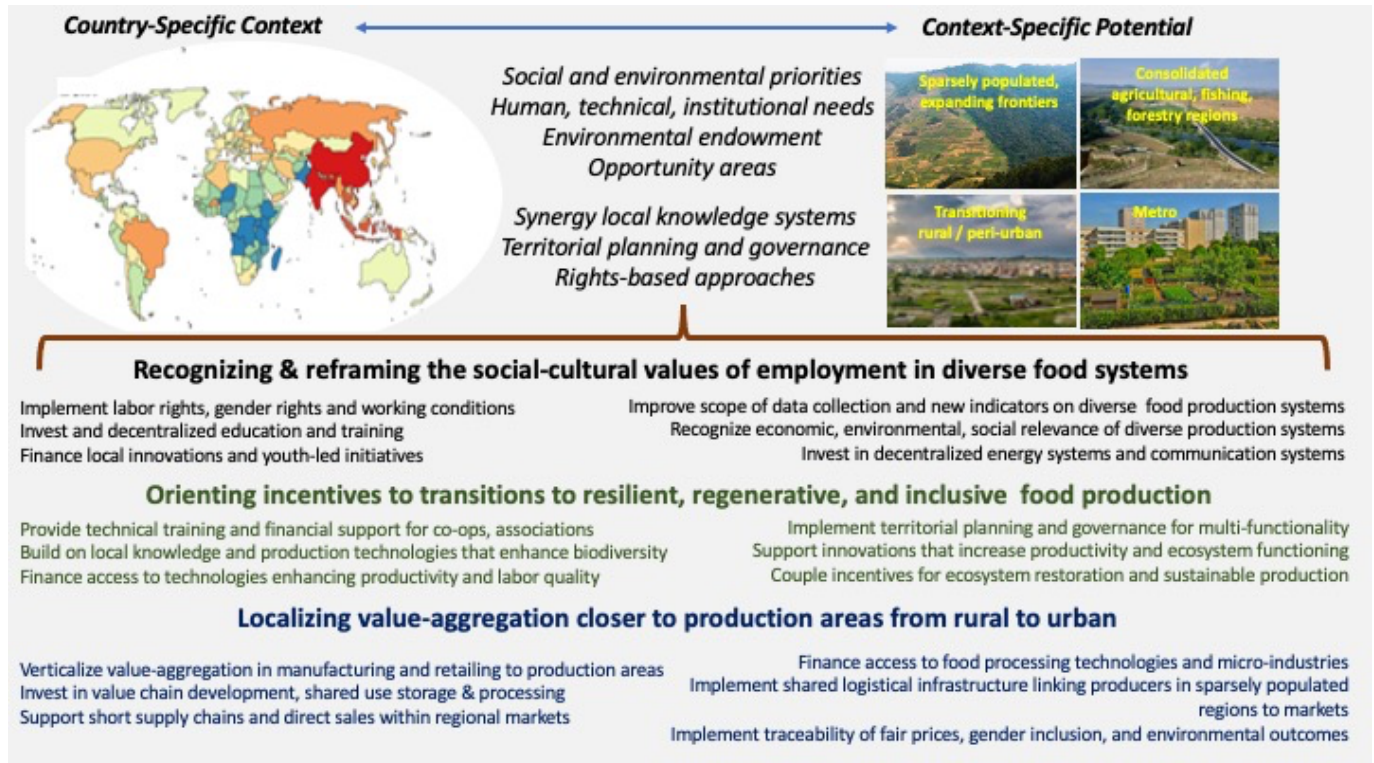 Country-Specific Context
Context-Specific Potential
Social and environmental priorities
Human, technical, institutional needs
Environmental endowment
Opportunity areas
Synergy local knowledge systems
Territorial planning and governance
Rights-based approaches
Sparsely populated,
expanding frontiers
Consolidated
agricultural, fishing,
forestry regions
Transitioning
rural / peri-urban
Metro
Recognizing & reframing the social-cultural values of employment in diverse food systems
Implement labor rights, gender rights and working conditions
Invest and decentralized education and training
Finance local innovations and youth-led initiatives
Improve scope of data collection and new indicators on diverse food production systems
Recognize economic, environmental, social relevance of diverse production systems
Invest in decentralized energy systems and communication systems
Orienting incentives to transitions to resilient, regenerative, and inclusive food production
Provide technical training and financial support for co-ops, associations
Build on local knowledge and production technologies that enhance biodiversity
Finance access to technologies enhancing productivity and labor quality
Implement territorial planning and governance for multi-functionality
Support innovations that increase productivity and ecosystem functioning
Couple incentives for ecosystem restoration and sustainable production
Localizing value-aggregation closer to production areas from rural to urban
Verticalize value-aggregation in manufacturing and retailing to production areas
Invest in value chain development, shared use storage & processing
Support short supply chains and direct sales within regional markets
Finance access to food processing technologies and micro-industries
Implement shared logistical infrastructure linking producers in sparsely populated
regions to markets
Implement traceability of fair prices, gender inclusion, and environmental outcomes